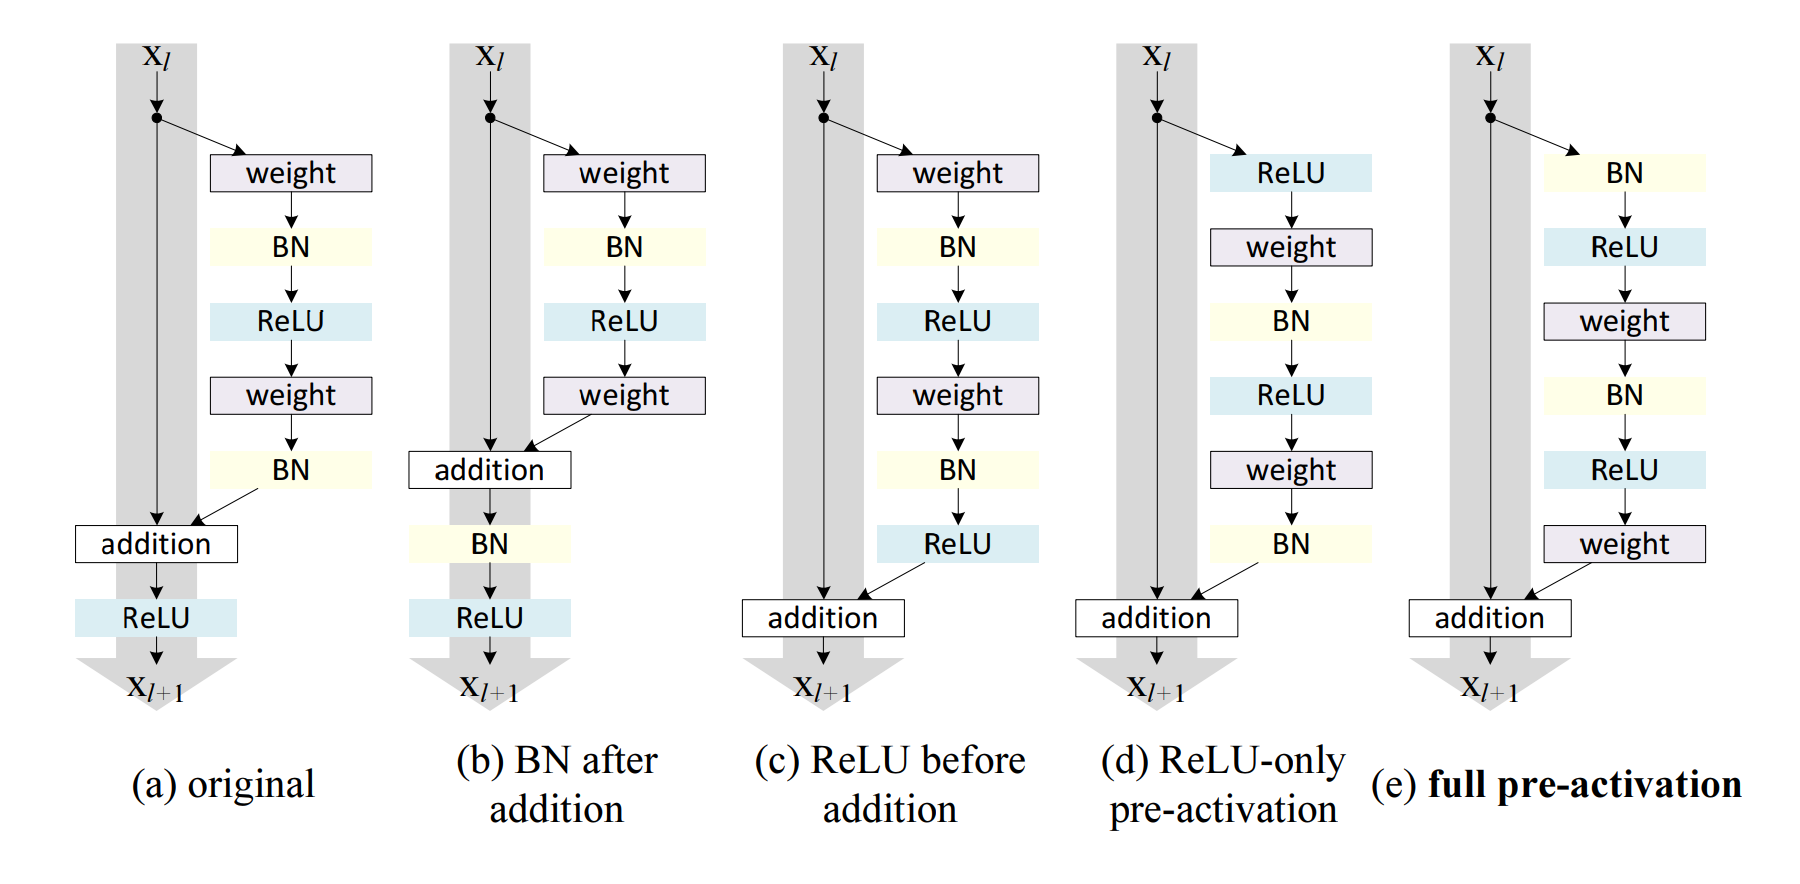 x_l
weight
BN
ReLU
weight
BN
addition
ReLU
x_{l+1}
(a) original
x_l
weight
BN
ReLU
weight
addition
BN
ReLU
x_{l+1}
(b) BN after
addition
x_l
weight
BN
ReLU
weight
BN
ReLU
addition
x_{l+1}
(c) ReLU before
addition
x_l
ReLU
weight
BN
ReLU
weight
BN
addition
x_{l+1}
(d) ReLU-only
pre-activation
x_l
BN
ReLU
weight
BN
ReLU
weight
addition
x_{l+1}
(e) full pre-activation